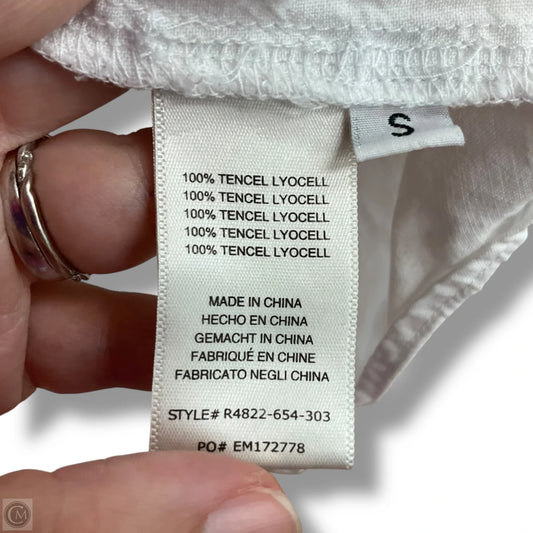 S
100% TENCEL LYOCELL
100% TENCEL LYOCELL
100% TENCEL LYOCELL
100% TENCEL LYOCELL
100% TENCEL LYOCELL
MADE IN CHINA
HECHO EN CHINA
GEMACHT IN CHINA
FABRIQUÉ EN CHINE
FABRICATO NEGLI CHINA
STYLE# R4822-654-303
PO# EM172778
CM